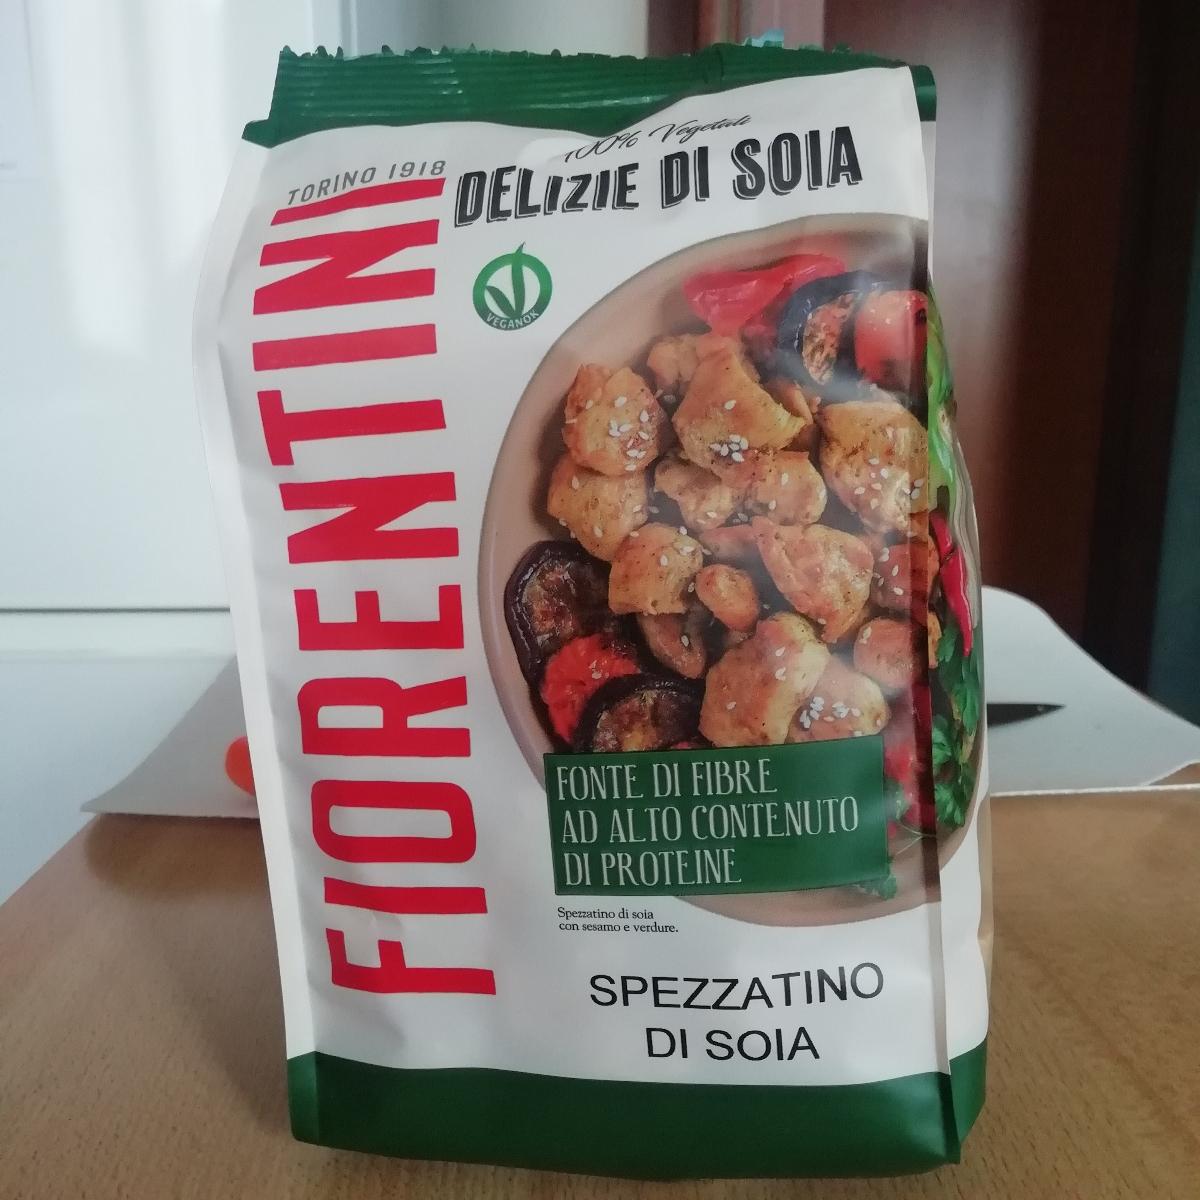 100% Vegetali
DELIZIE DI SOIA
TORINO 1918
FIORENTINI
VEGANOK
FONTE DI FIBRE
AD ALTO CONTENUTO
DI PROTEINE
Spezzatino di soia
con sesamo e verdure.
SPEZZATINO
DI SOIA